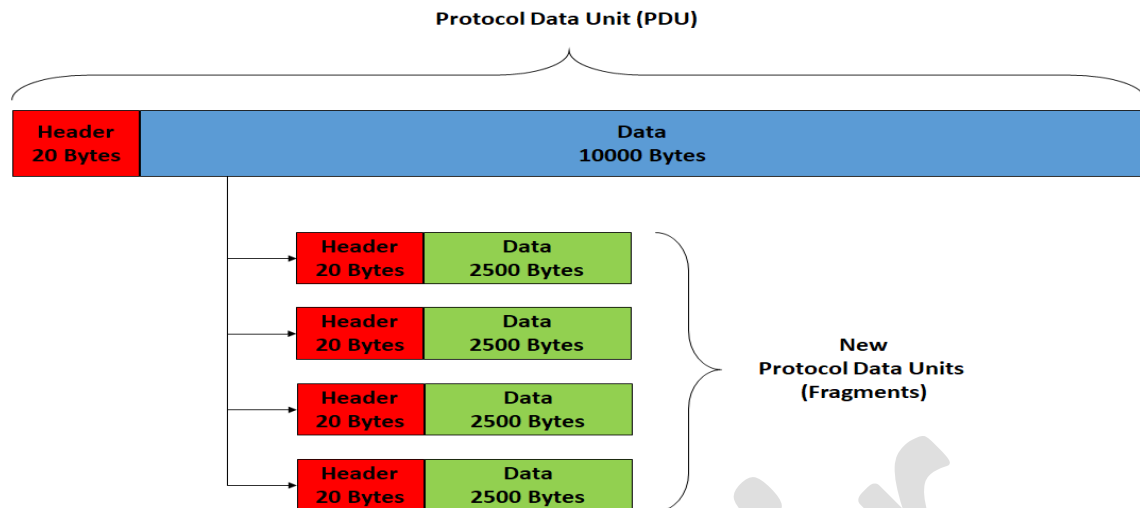 Protocol Data Unit (PDU)
Header
20 Bytes
Data
10000 Bytes
Header
20 Bytes
Data
2500 Bytes
Header
20 Bytes
Data
2500 Bytes
Header
20 Bytes
Data
2500 Bytes
Header
20 Bytes
Data
2500 Bytes
New
Protocol Data Units
(Fragments)